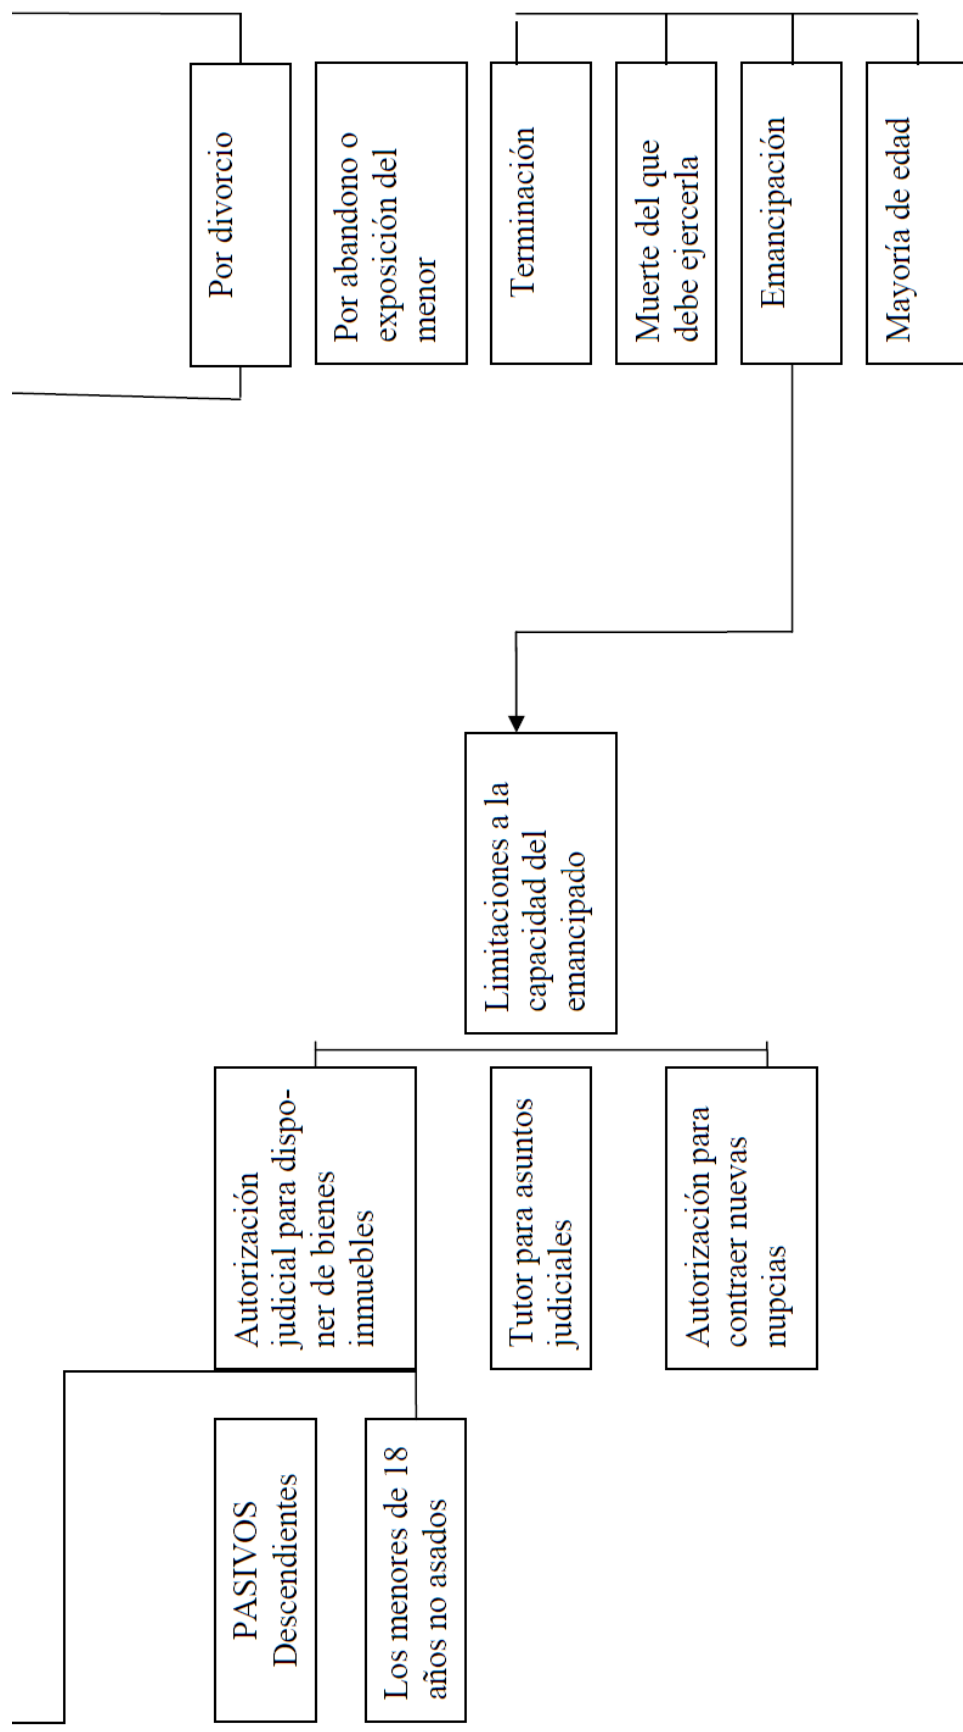 PASIVOS
Descendientes
Los menores de 18
años no asados
Autorización
judicial para dispo-
ner de bienes
inmuebles
Tutor para asuntos
judiciales
Autorización para
contraer nuevas
nupcias
Limitaciones a la
capacidad del
emancipado
Por divorcio
Por abandono o
exposición del
menor
Terminación
Muerte del que
debe ejercerla
Emancipación
Mayoría de edad